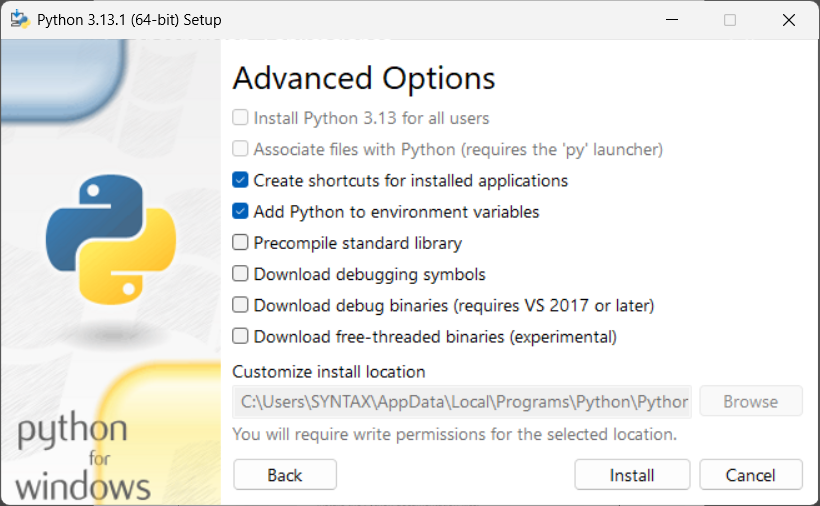 Python 3.13.1 (64-bit) Setup
Advanced Options
Install Python 3.13 for all users
Associate files with Python (requires the 'py' launcher)
Create shortcuts for installed applications
Add Python to environment variables
Precompile standard library
Download debugging symbols
Download debug binaries (requires VS 2017 or later)
Download free-threaded binaries (experimental)
Customize install location
C:\Users\SYNTAX\AppData\Local\Programs\Python\Pythor
Browse
You will require write permissions for the selected location.
python
for
windows
Back
Install
Cancel